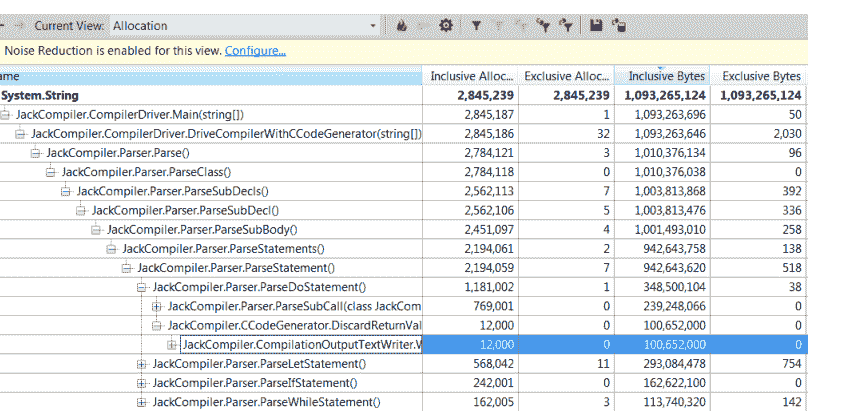 Current View: Allocation
Noise Reduction is enabled for this view. Configure...
ame Inclusive Alloc... Exclusive Alloc... Inclusive Bytes Exclusive Bytes
System.String 2,845,239 2,845,239 1,093,265,124 1,093,265,124
JackCompiler.CompilerDriver.Main(string[]) 2,845,187 1 1,093,263,696 50
JackCompiler.CompilerDriver.DriveCompilerWithCCodeGenerator(string[]) 2,845,186 32 1,093,263,646 2,030
JackCompiler.Parser.Parse() 2,784,121 3 1,010,376,134 96
JackCompiler.Parser.ParseClass() 2,784,118 0 1,010,376,038 0
JackCompiler.Parser.ParseSubDecls() 2,562,113 7 1,003,813,868 392
JackCompiler.Parser.ParseSubDecl() 2,562,106 5 1,003,813,476 336
JackCompiler.Parser.ParseSubBody() 2,451,097 4 1,001,493,010 258
JackCompiler.Parser.ParseStatements() 2,194,061 2 942,643,758 138
JackCompiler.Parser.ParseStatement() 2,194,059 7 942,643,620 518
JackCompiler.Parser.ParseDoStatement() 1,181,002 1 348,500,104 38
JackCompiler.Parser.ParseSubCall(class JackCom 769,001 0 239,248,066 0
JackCompiler.CCodeGenerator.DiscardReturnVal 12,000 0 100,652,000 0
JackCompiler.CompilationOutputTextWriter.W 12,000 0 100,652,000 0
JackCompiler.Parser.ParseLetStatement() 568,042 11 293,084,478 754
JackCompiler.Parser.ParseIfStatement() 242,001 0 162,622,100 0
JackCompiler.Parser.ParseWhileStatement() 162,005 3 113,740,320 142